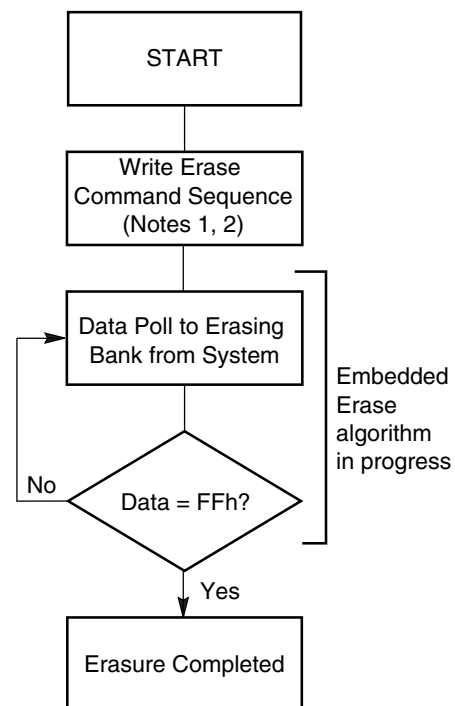 START
Write Erase
Command Sequence
(Notes 1, 2)
Data Poll to Erasing
Bank from System
Embedded
Erase
algorithm
in progress
No
Data = FFh?
Yes
Erasure Completed